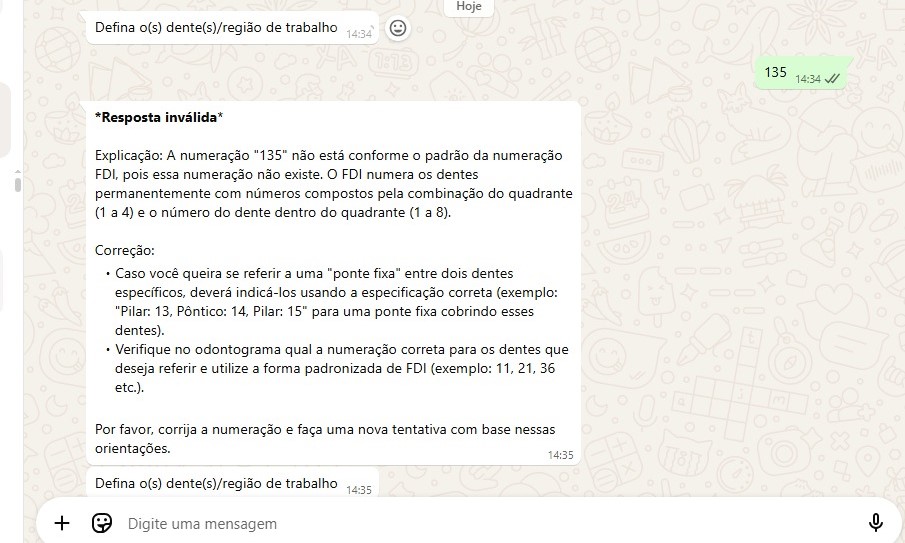 Hoje
Defina o(s) dente(s)/região de trabalho 14:34
135 14:34
*Resposta inválida*
Explicação: A numeração "135" não está conforme o padrão da numeração
FDI, pois essa numeração não existe. O FDI numera os dentes
permanentemente com números compostos pela combinação do quadrante
(1 a 4) e o número do dente dentro do quadrante (1 a 8).
Correção:
• Caso você queira se referir a uma "ponte fixa" entre dois dentes
específicos, deverá indicá-los usando a especificação correta (exemplo:
"Pilar: 13, Pôntico: 14, Pilar: 15" para uma ponte fixa cobrindo esses
dentes).
• Verifique no odontograma qual a numeração correta para os dentes que
deseja referir e utilize a forma padronizada de FDI (exemplo: 11, 21, 36
etc.).
Por favor, corrija a numeração e faça uma nova tentativa com base nessas
orientações.
14:35
Defina o(s) dente(s)/região de trabalho 14:35
Digite uma mensagem